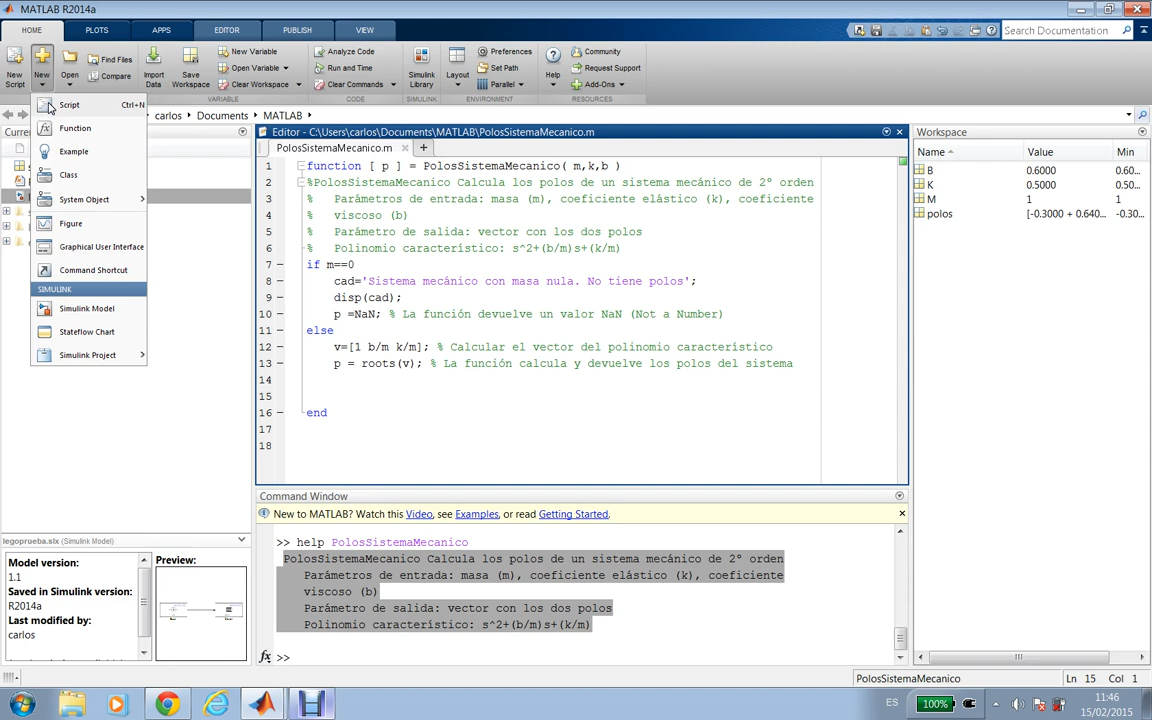 MATLAB R2014a
HOME PLOTS APPS EDITOR PUBLISH VIEW
Search Documentation
New Script
New
Open
Find Files
Compare
Import Data
Save Workspace
New Variable
Open Variable
Clear Workspace
VARIABLE
Analyze Code
Run and Time
Clear Commands
CODE
Simulink Library
SIMULINK
Layout
Preferences
Set Path
Parallel
ENVIRONMENT
Help
Community
Request Support
Add-Ons
RESOURCES
carlos Documents MATLAB
Script Ctrl+N
Function
Example
Class
System Object
Figure
Graphical User Interface
Command Shortcut
SIMULINK
Simulink Model
Stateflow Chart
Simulink Project
Editor - C:\Users\carlos\Documents\MATLAB\PolosSistemaMecanico.m
PolosSistemaMecanico.m
1 function [ p ] = PolosSistemaMecanico( m,k,b )
2 %PolosSistemaMecanico Calcula los polos de un sistema mecánico de 2º orden
3 % Parámetros de entrada: masa (m), coeficiente elástico (k), coeficiente
4 % viscoso (b)
5 % Parámetro de salida: vector con los dos polos
6 % Polinomio característico: s^2+(b/m)s+(k/m)
7 if m==0
8 cad='Sistema mecánico con masa nula. No tiene polos';
9 disp(cad);
10 p =NaN; % La función devuelve un valor NaN (Not a Number)
11 else
12 v=[1 b/m k/m]; % Calcular el vector del polinomio característico
13 p = roots(v); % La función calcula y devuelve los polos del sistema
14
15
16 end
17
18
Workspace
Name Value Min
B 0.6000 0.60...
K 0.5000 0.50...
M 1 1
polos [-0.3000 + 0.640... -0.30...
Command Window
New to MATLAB? Watch this Video, see Examples, or read Getting Started.
>> help PolosSistemaMecanico
PolosSistemaMecanico Calcula los polos de un sistema mecánico de 2º orden
Parámetros de entrada: masa (m), coeficiente elástico (k), coeficiente
viscoso (b)
Parámetro de salida: vector con los dos polos
Polinomio característico: s^2+(b/m)s+(k/m)
fx >>
legoprueba.slx (Simulink Model)
Model version:
1.1
Saved in Simulink version:
R2014a
Last modified by:
carlos
Preview:
PolosSistemaMecanico Ln 15 Col 1
ES 100% 11:46
15/02/2015